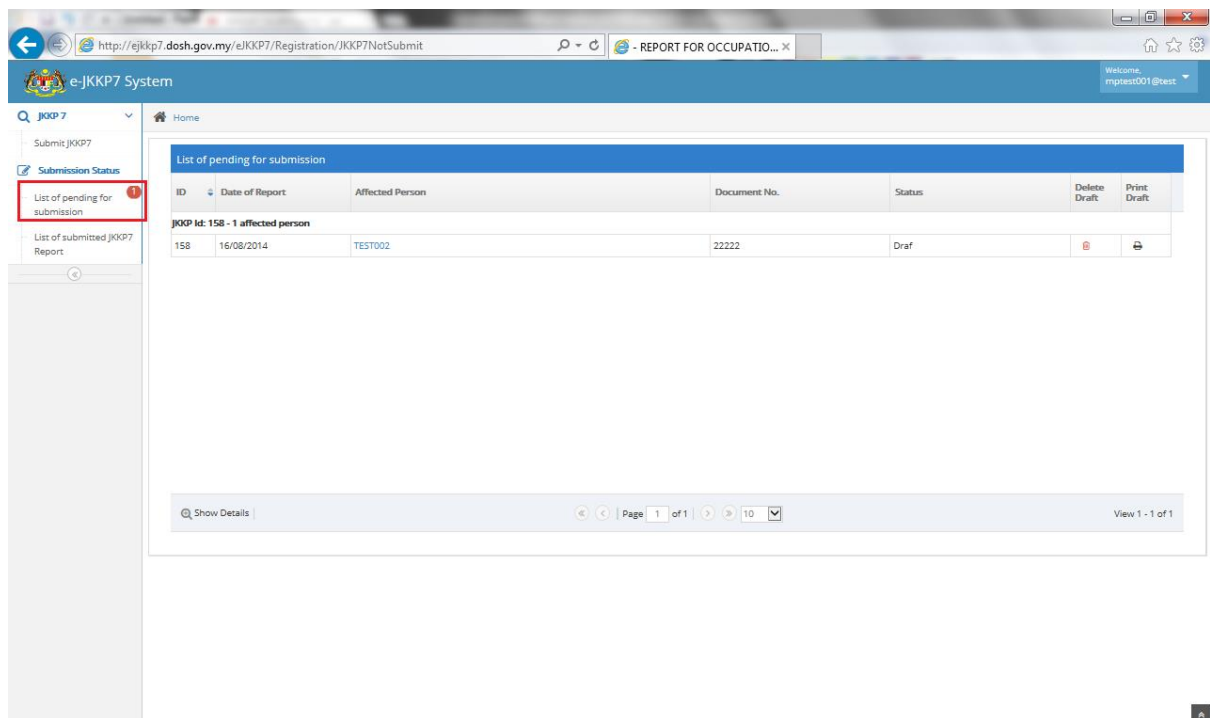 http://ejkkp7.dosh.gov.my/eJKKP7/Registration/JKKP7NotSubmit
- REPORT FOR OCCUPATIO... ×
e-JKKP7 System
Welcome,
mptest001@test
JKKP 7
Home
Submit JKKP7
Submission Status
List of pending for
submission
1
List of submitted JKKP7
Report
List of pending for submission
ID Date of Report Affected Person Document No. Status Delete Draft Print Draft
JKKP Id: 158 - 1 affected person
158 16/08/2014 TEST002 22222 Draf
Show Details
Page 1 of 1
10
View 1 - 1 of 1